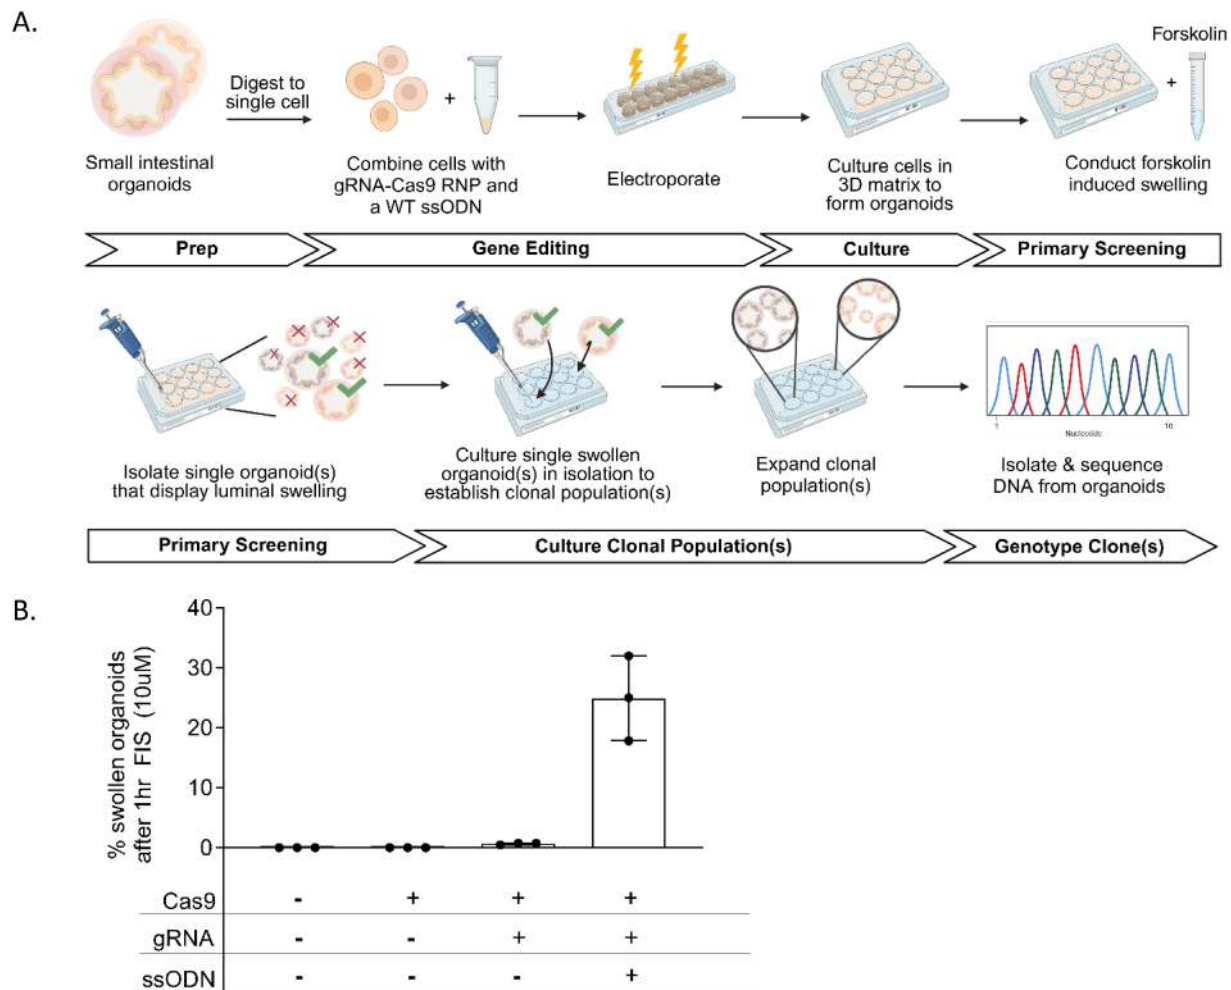 A.
Forskolin
Digest to
single cell
+
+
Small intestinal
organoids
Combine cells with
gRNA-Cas9 RNP and
a WT ssODN
Electroporate
Culture cells in
3D matrix to
form organoids
Conduct forskolin
induced swelling
Prep
Gene Editing
Culture
Primary Screening
1
Nucleotide
10
Isolate single organoid(s)
that display luminal swelling
Culture single swollen
organoid(s) in isolation to
establish clonal population(s)
Expand clonal
population(s)
Isolate & sequence
DNA from organoids
Primary Screening
Culture Clonal Population(s)
Genotype Clone(s)
B.
% swollen organoids
after 1hr FIS (10uM)
40
30
20
10
0
Cas9 - + + +
gRNA - - + +
ssODN - - - +